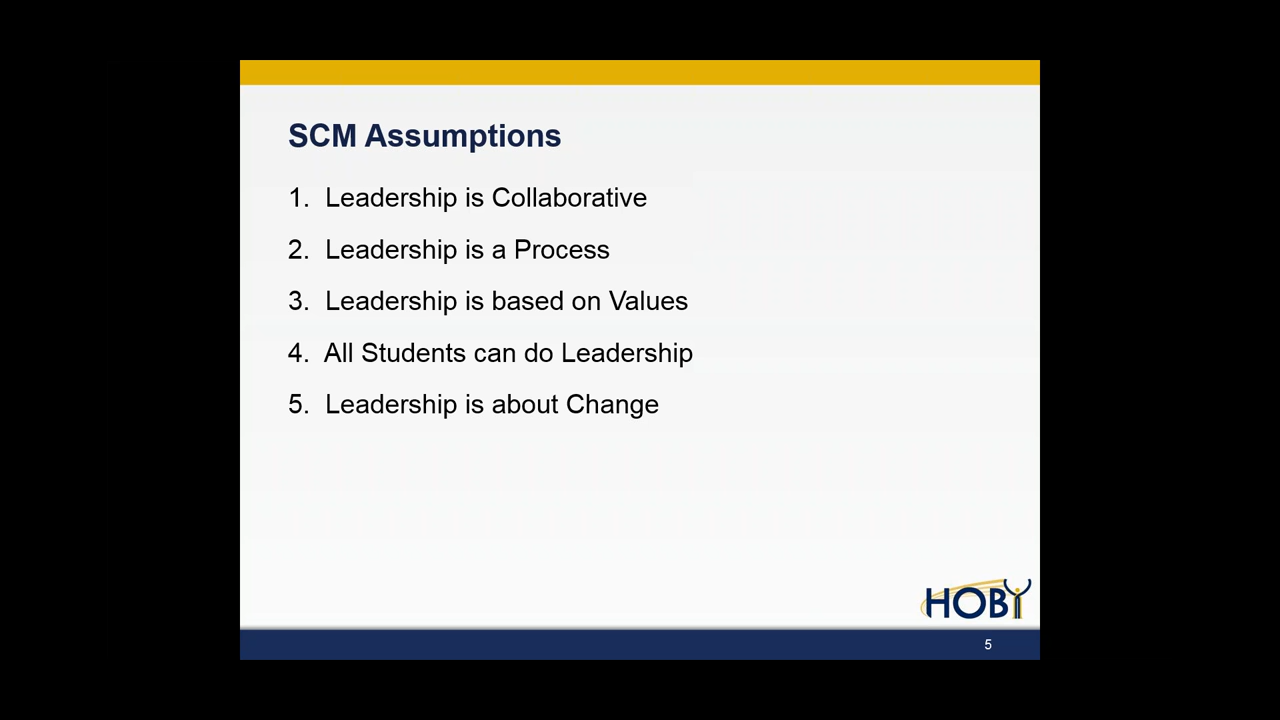 SCM Assumptions
1. Leadership is Collaborative
2. Leadership is a Process
3. Leadership is based on Values
4. All Students can do Leadership
5. Leadership is about Change
HOBY
5